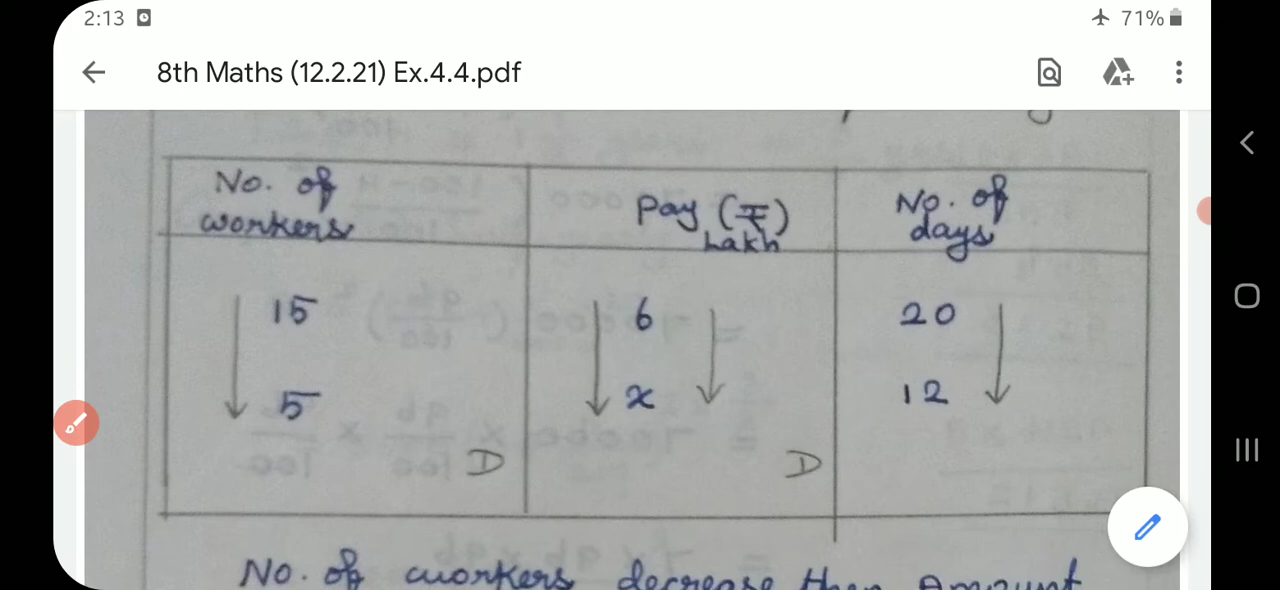 2:13
71%
8th Maths (12.2.21) Ex.4.4.pdf
No. of workers
Pay (₹) Lakh
No. of days
15 6 20
5 x 12
D D
No. of workers decrease then Amount